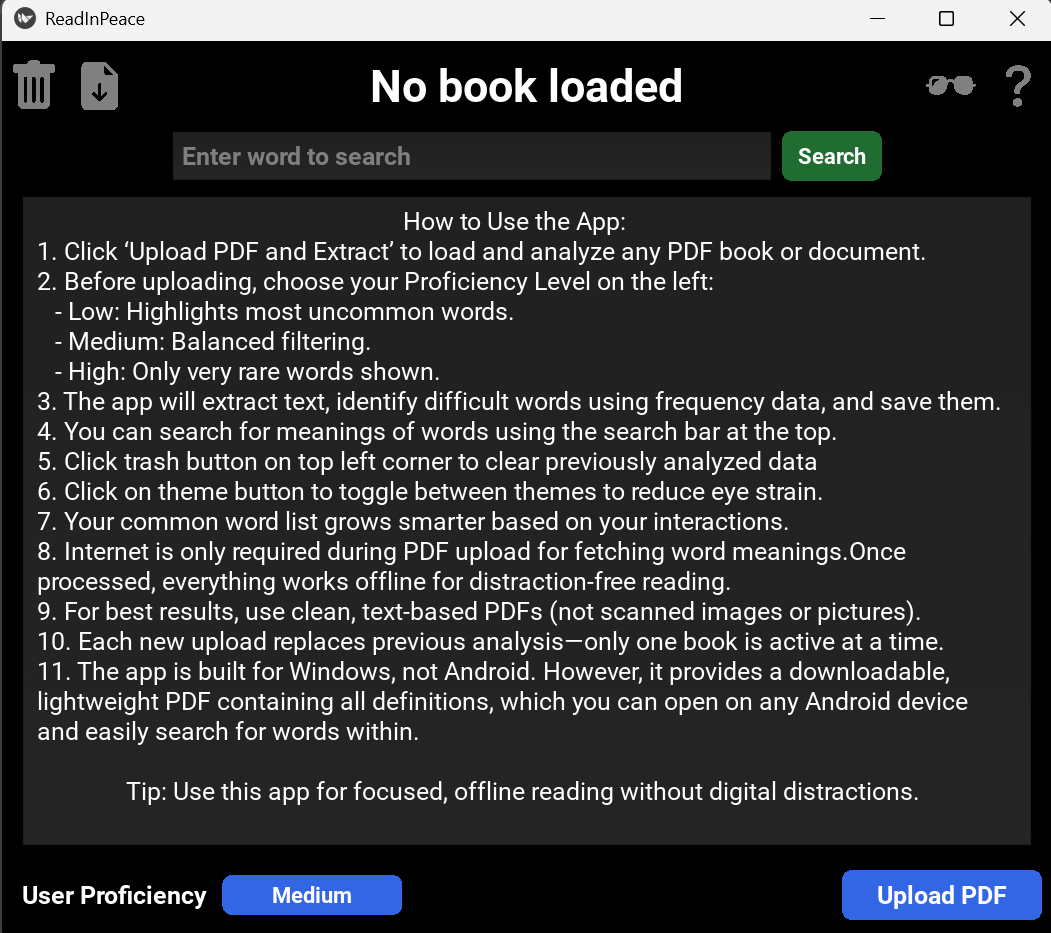 ReadInPeace
No book loaded
Enter word to search
Search
How to Use the App:
1. Click ‘Upload PDF and Extract’ to load and analyze any PDF book or document.
2. Before uploading, choose your Proficiency Level on the left:
- Low: Highlights most uncommon words.
- Medium: Balanced filtering.
- High: Only very rare words shown.
3. The app will extract text, identify difficult words using frequency data, and save them.
4. You can search for meanings of words using the search bar at the top.
5. Click trash button on top left corner to clear previously analyzed data
6. Click on theme button to toggle between themes to reduce eye strain.
7. Your common word list grows smarter based on your interactions.
8. Internet is only required during PDF upload for fetching word meanings.Once
processed, everything works offline for distraction-free reading.
9. For best results, use clean, text-based PDFs (not scanned images or pictures).
10. Each new upload replaces previous analysis—only one book is active at a time.
11. The app is built for Windows, not Android. However, it provides a downloadable,
lightweight PDF containing all definitions, which you can open on any Android device
and easily search for words within.
Tip: Use this app for focused, offline reading without digital distractions.
User Proficiency
Medium
Upload PDF